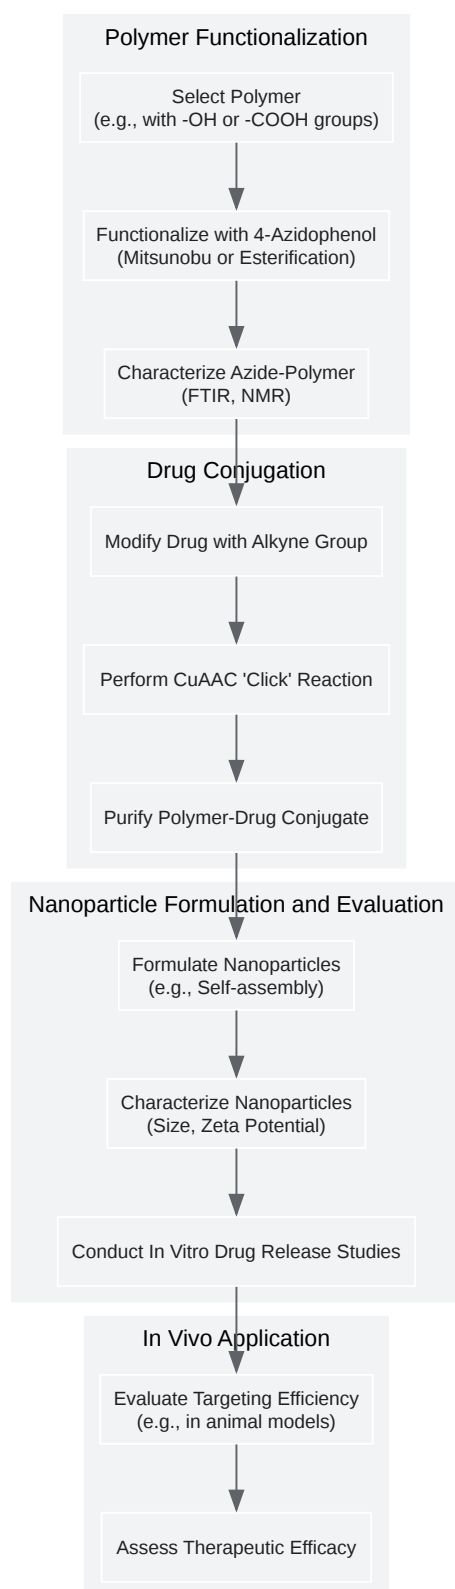 Polymer Functionalization
Select Polymer
(e.g., with -OH or -COOH groups)
Functionalize with 4-Azidophenol
(Mitsunobu or Esterification)
Characterize Azide-Polymer
(FTIR, NMR)
Drug Conjugation
Modify Drug with Alkyne Group
Perform CuAAC 'Click' Reaction
Purify Polymer-Drug Conjugate
Nanoparticle Formulation and Evaluation
Formulate Nanoparticles
(e.g., Self-assembly)
Characterize Nanoparticles
(Size, Zeta Potential)
Conduct In Vitro Drug Release Studies
In Vivo Application
Evaluate Targeting Efficiency
(e.g., in animal models)
Assess Therapeutic Efficacy